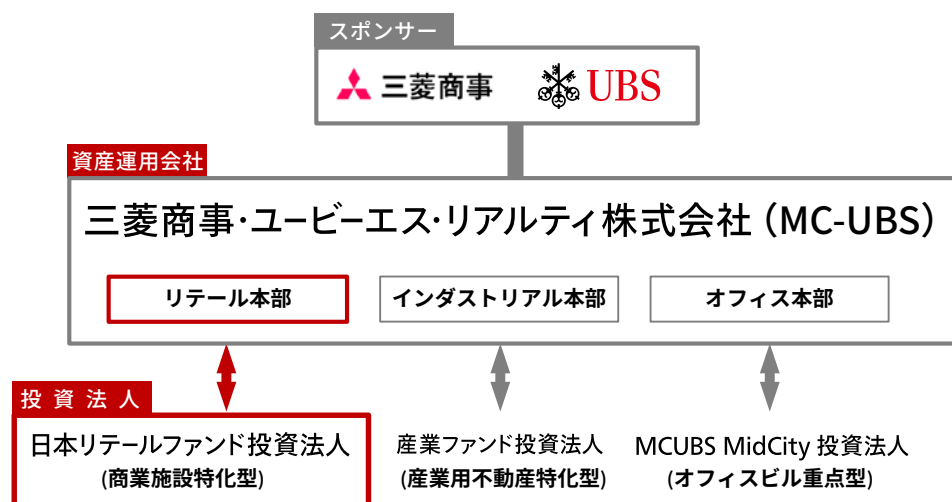 スポンサー
三菱商事 UBS
資産運用会社
三菱商事・ユービーエス・リアルティ株式会社（MC-UBS）
リテール本部 インダストリアル本部 オフィス本部
投資法人
日本リテールファンド投資法人 産業ファンド投資法人 MCUBS MidCity 投資法人
(商業施設特化型) (産業用不動産特化型) (オフィスビル重点型)